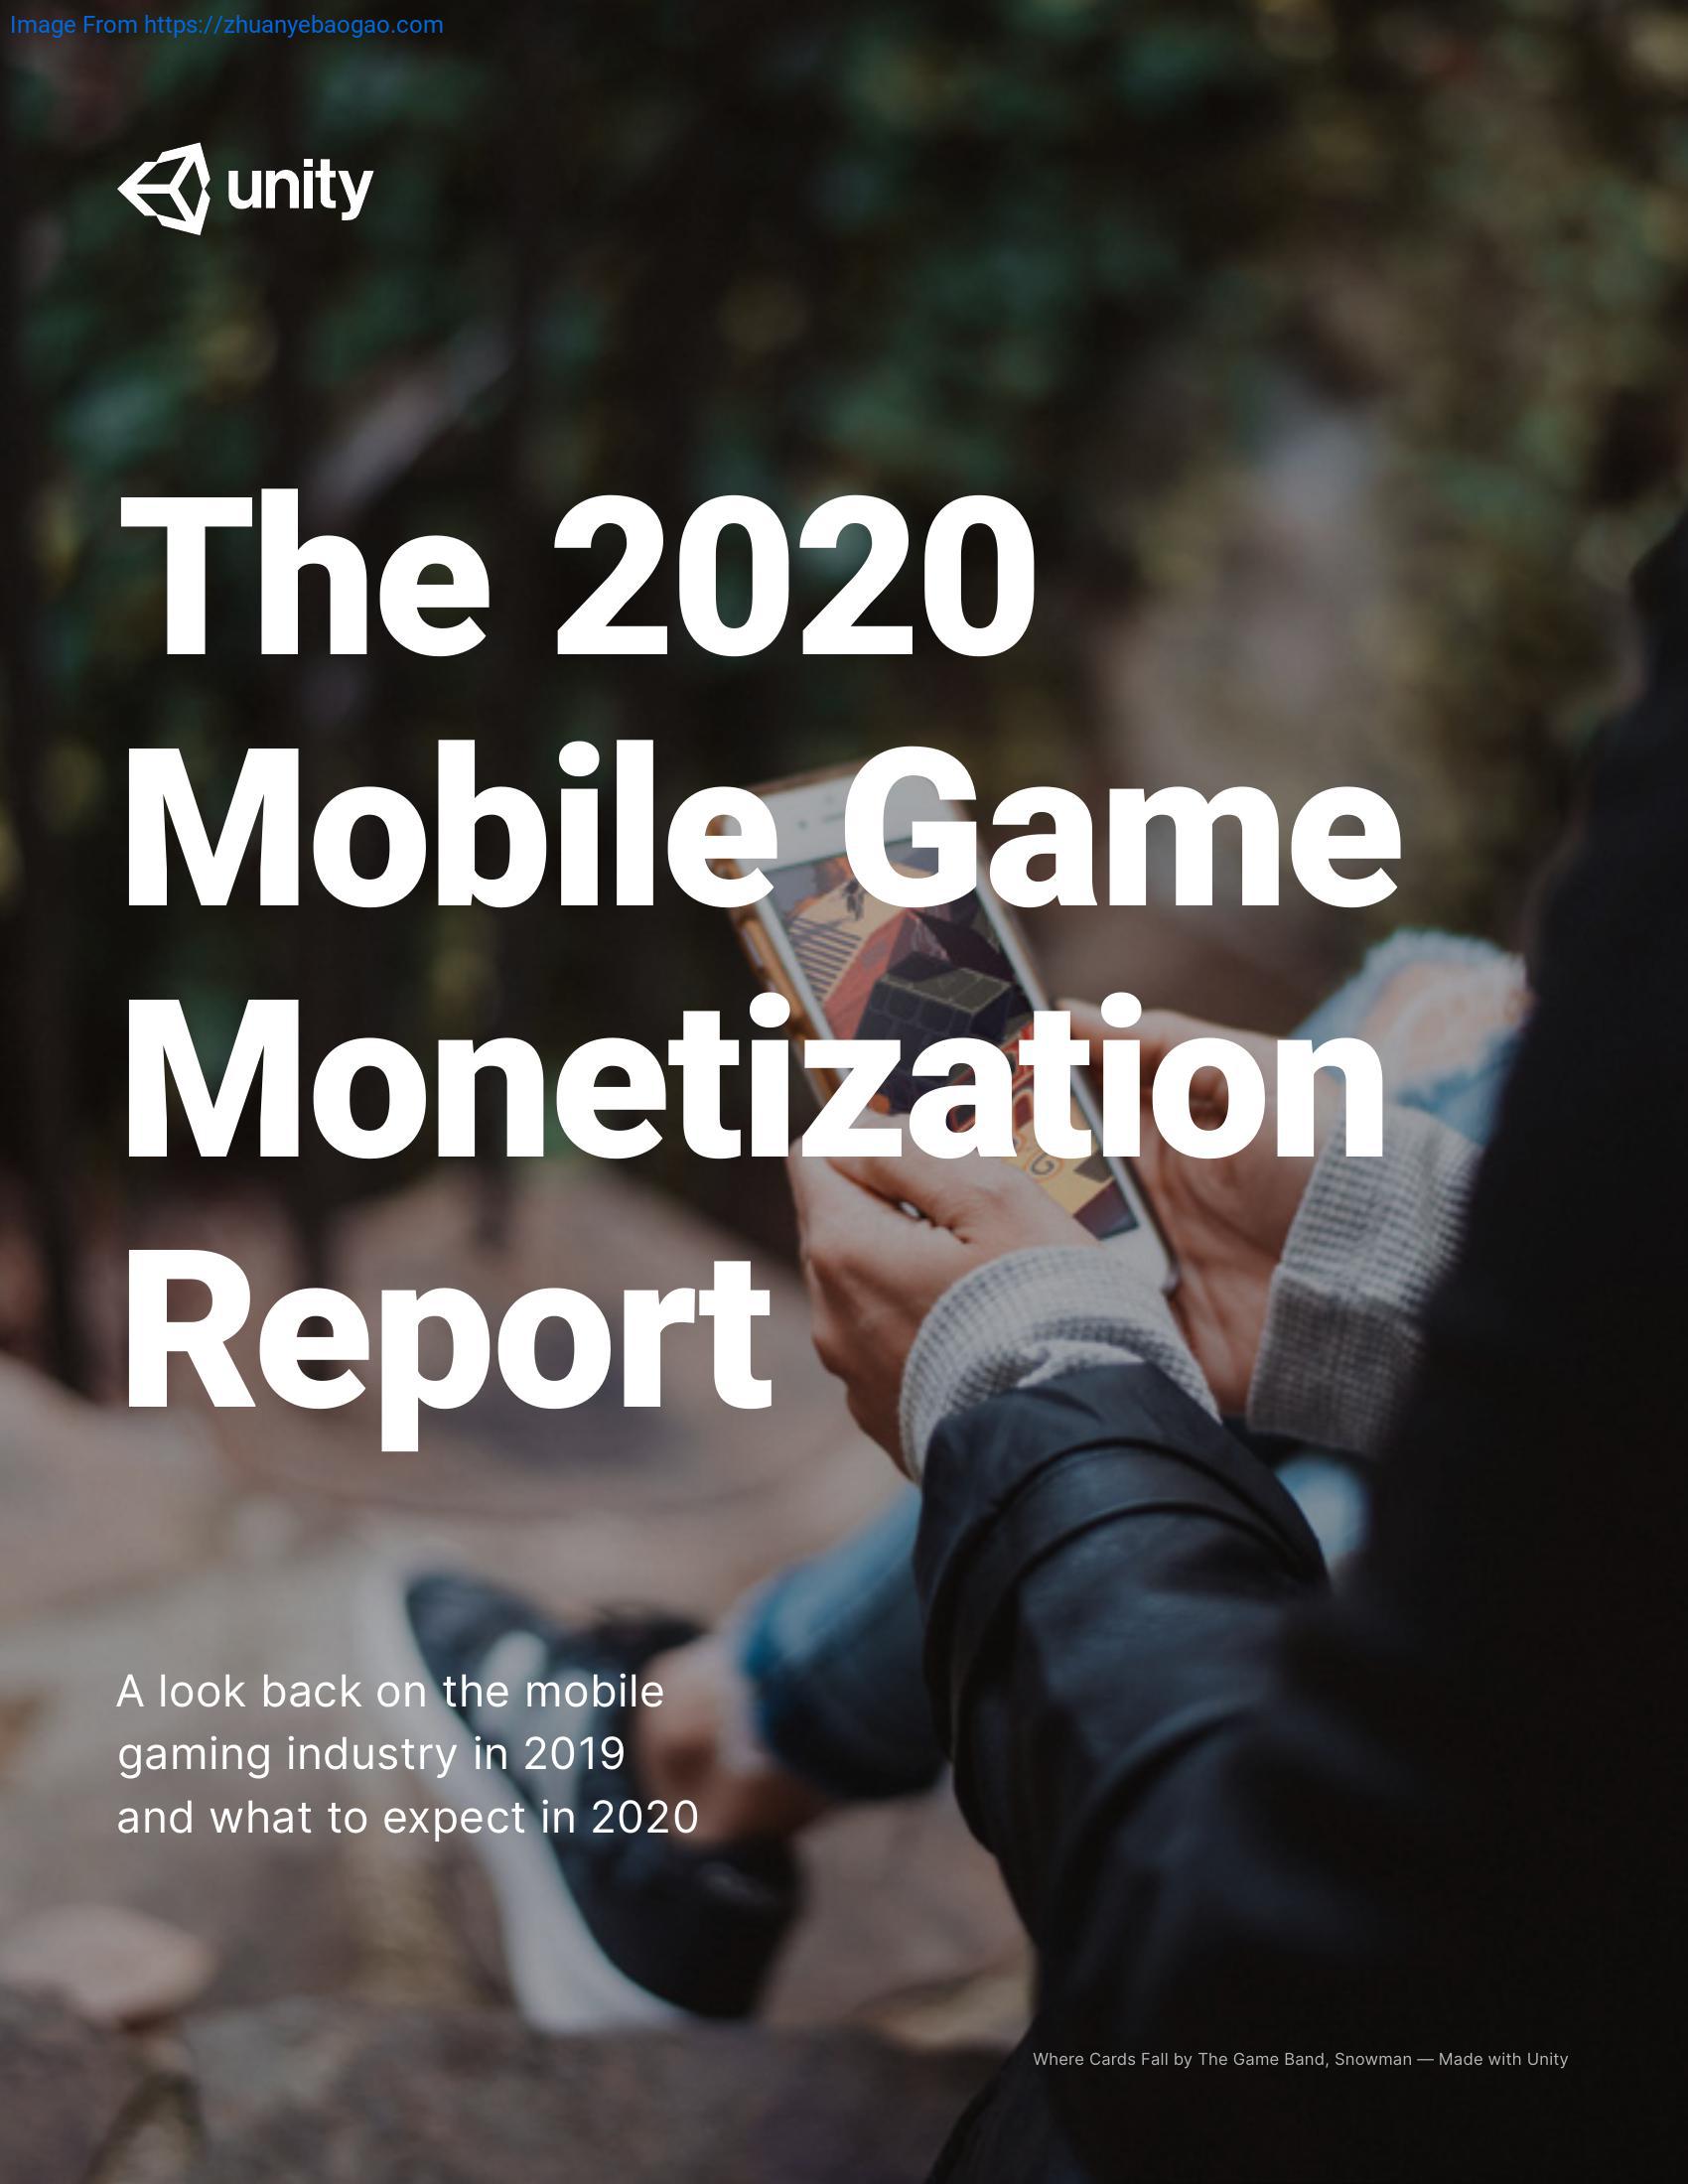 Image From https://zhuanyebaogao.com
unity
The 2020
Mobile Game
Monetization
Report
A look back on the mobile
gaming industry in 2019
and what to expect in 2020
Where Cards Fall by The Game Band, Snowman — Made with Unity